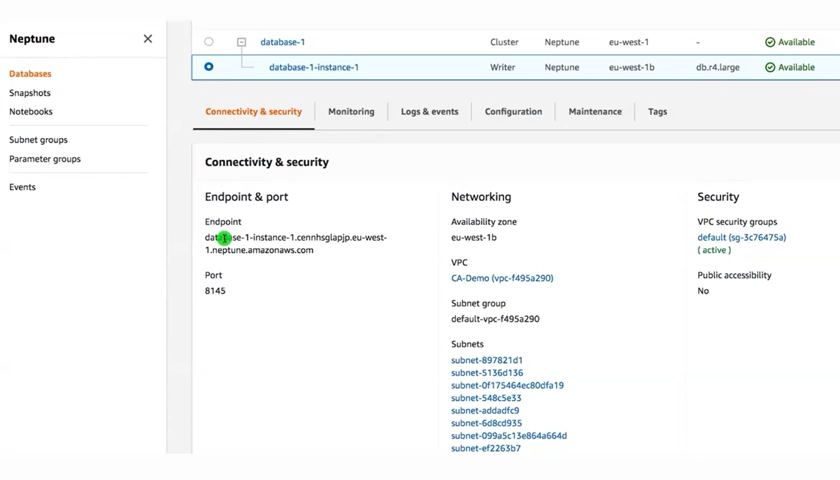 Neptune
Databases
Snapshots
Notebooks
Subnet groups
Parameter groups
Events
database-1 Cluster Neptune eu-west-1 - Available
database-1-instance-1 Writer Neptune eu-west-1b db.r4.large Available
Connectivity & security Monitoring Logs & events Configuration Maintenance Tags
Connectivity & security
Endpoint & port
Endpoint
database-1-instance-1.cennhsglapjp.eu-west-
1.neptune.amazonaws.com
Port
8145
Networking
Availability zone
eu-west-1b
VPC
CA-Demo (vpc-f495a290)
Subnet group
default-vpc-f495a290
Subnets
subnet-897821d1
subnet-5136d136
subnet-0f175464ec80dfa19
subnet-548c5e33
subnet-addadfc9
subnet-6d8cd935
subnet-099a5c13e864a664d
subnet-ef2263b7
Security
VPC security groups
default (sg-3c76475a)
( active )
Public accessibility
No